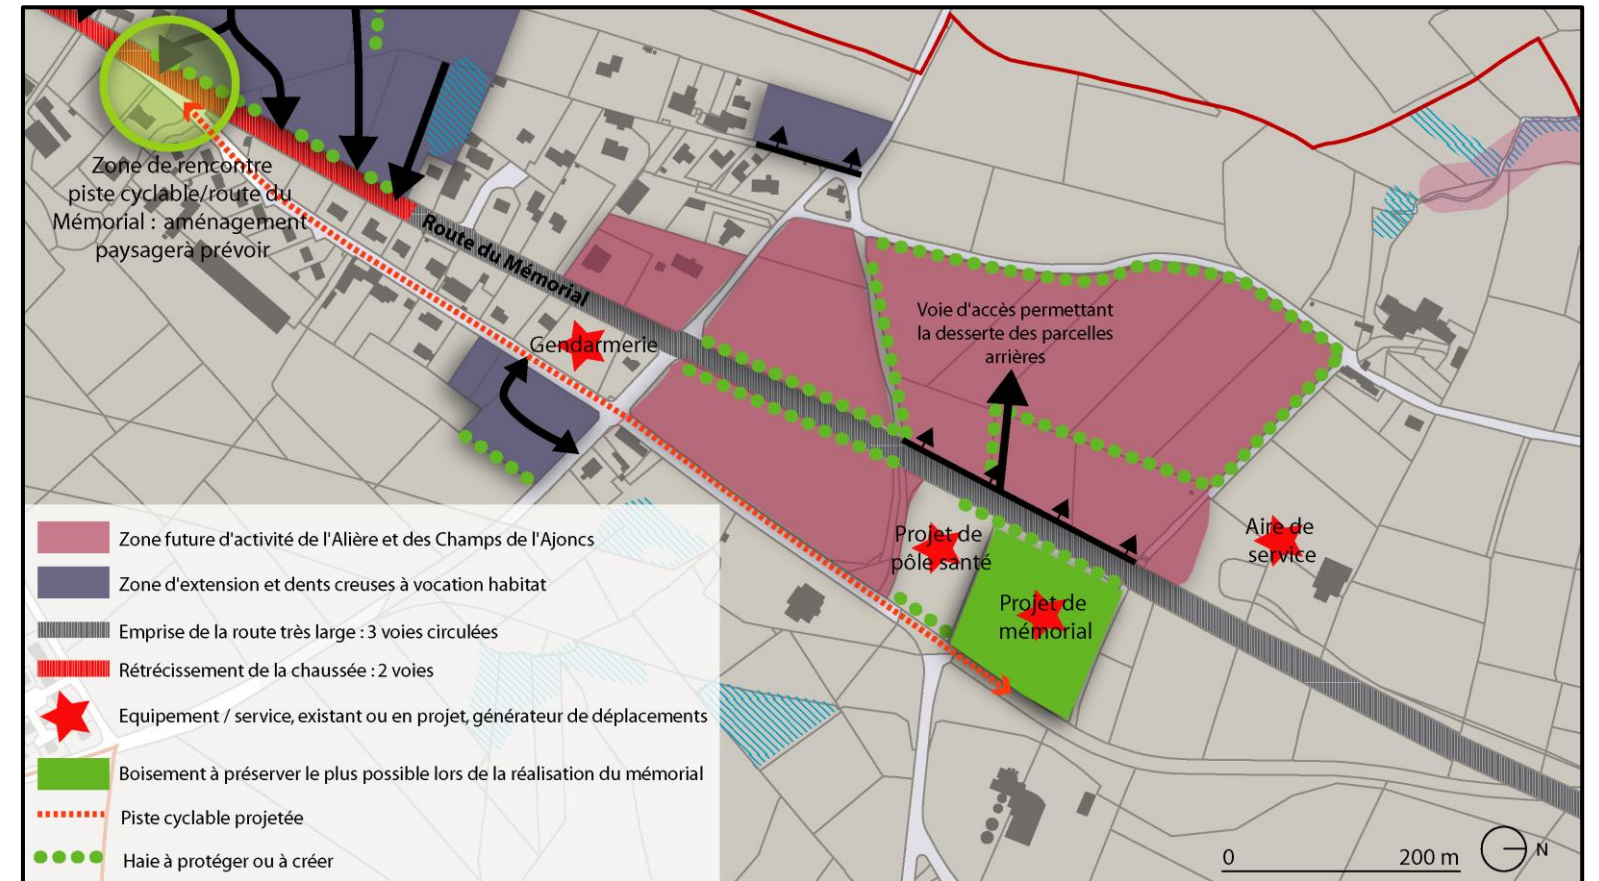 Zone de rencontre
piste cyclable/route du
Mémorial : aménagement
paysagerà prévoir
Route du Mémorial
Gendarmerie
Voie d'accès permettant
la desserte des parcelles
arrières
Projet de
pôle santé
Aire de
service
Projet de
mémorial
Zone future d'activité de l'Alière et des Champs de l'Ajoncs
Zone d'extension et dents creuses à vocation habitat
Emprise de la route très large : 3 voies circulées
Rétrécissement de la chaussée : 2 voies
Equipement / service, existant ou en projet, générateur de déplacements
Boisement à préserver le plus possible lors de la réalisation du mémorial
Piste cyclable projetée
Haie à protéger ou à créer
0 200 m N